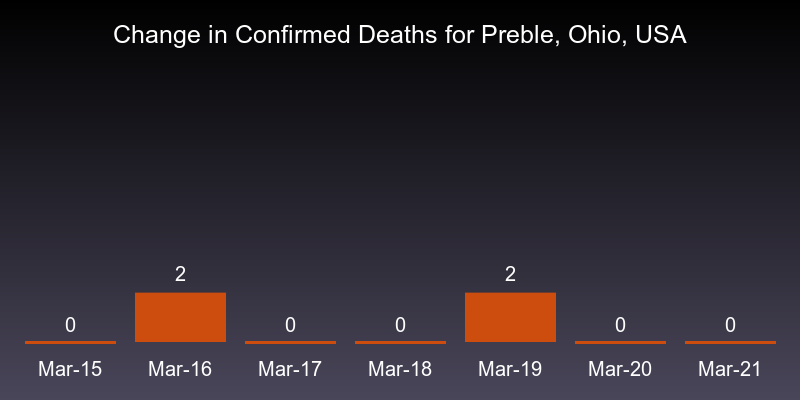 Change in Confirmed Deaths for Preble, Ohio, USA
0 2 0 0 2 0 0
Mar-15 Mar-16 Mar-17 Mar-18 Mar-19 Mar-20 Mar-21